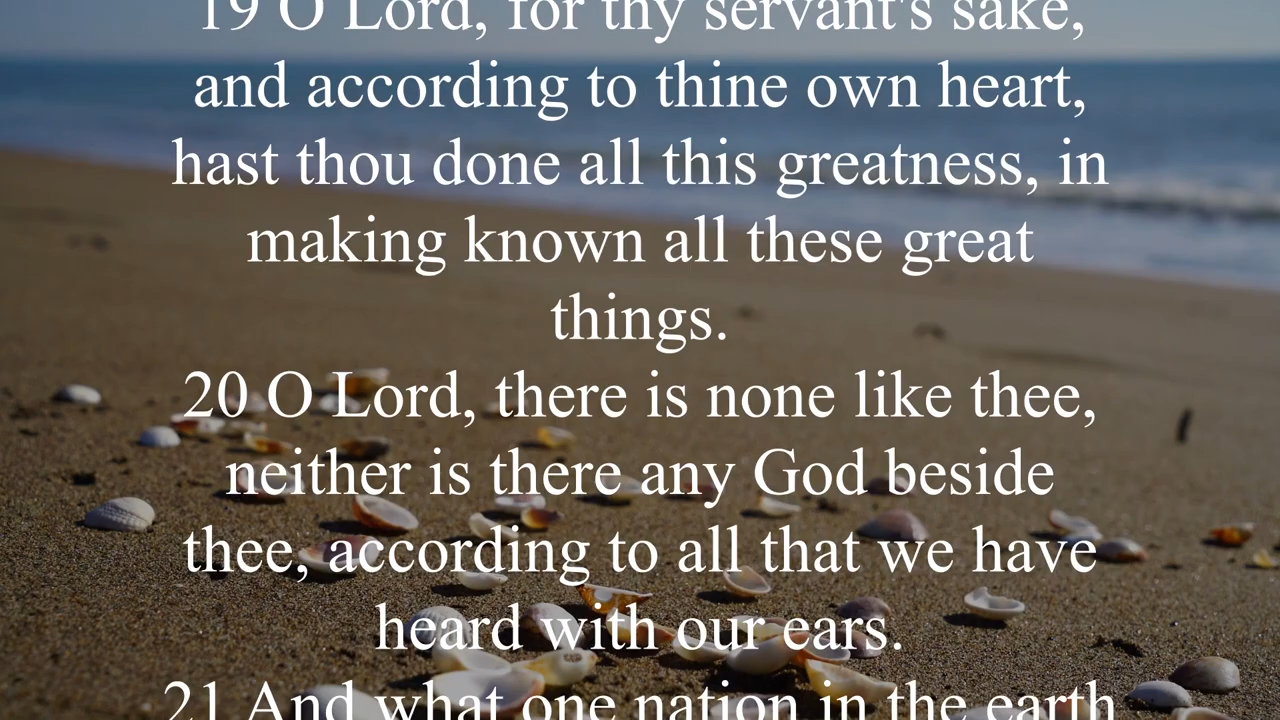 19 O Lord, for thy servant's sake,
and according to thine own heart,
hast thou done all this greatness, in
making known all these great
things.
20 O Lord, there is none like thee,
neither is there any God beside
thee, according to all that we have
heard with our ears.
21 And what one nation in the earth